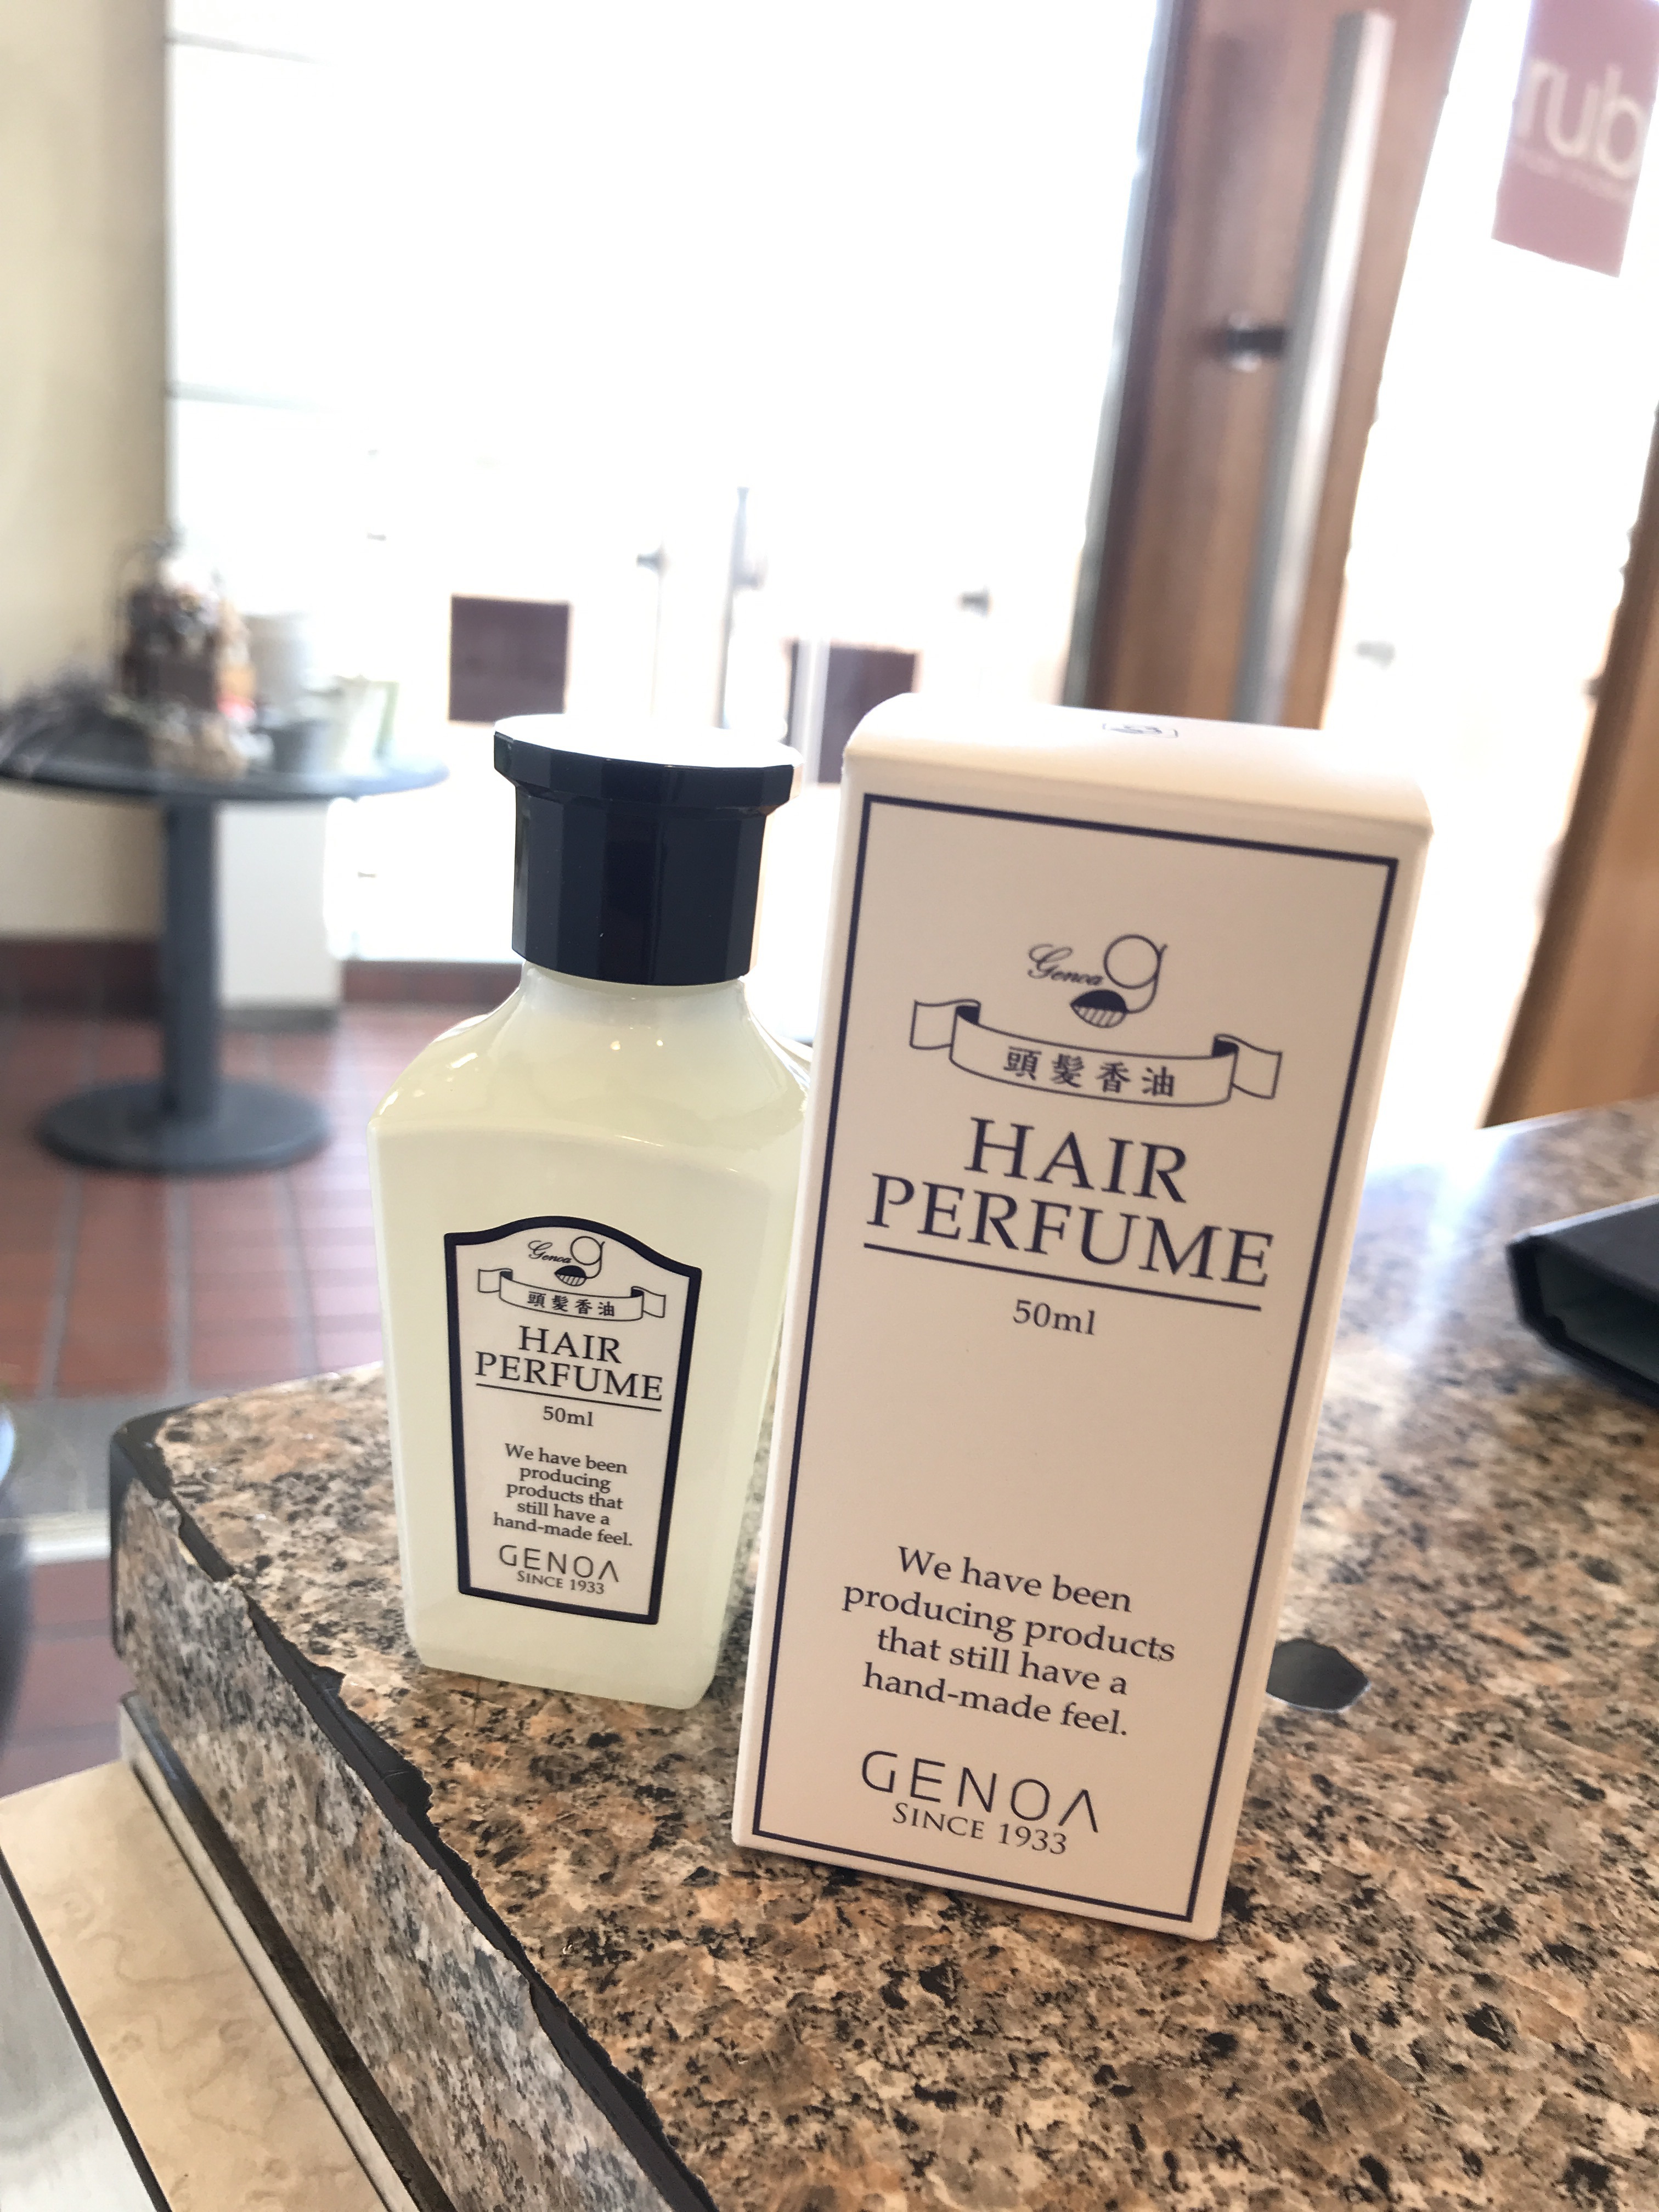 rub
Genoa
頭髪香油
HAIR
PERFUME
50ml
We have been
producing
products that
still have a
hand-made feel.
GENOA
SINCE 1933
Genoa
頭髪香油
HAIR
PERFUME
50ml
We have been
producing products
that still have a
hand-made feel.
GENOA
SINCE 1933